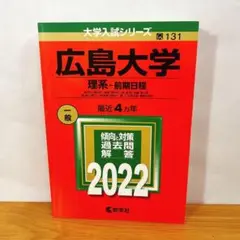 大学入試シリーズ
131
広島大学
理系－前期日程
最近4カ年
一般
傾向と対策
過去問
解答
2022
教学社